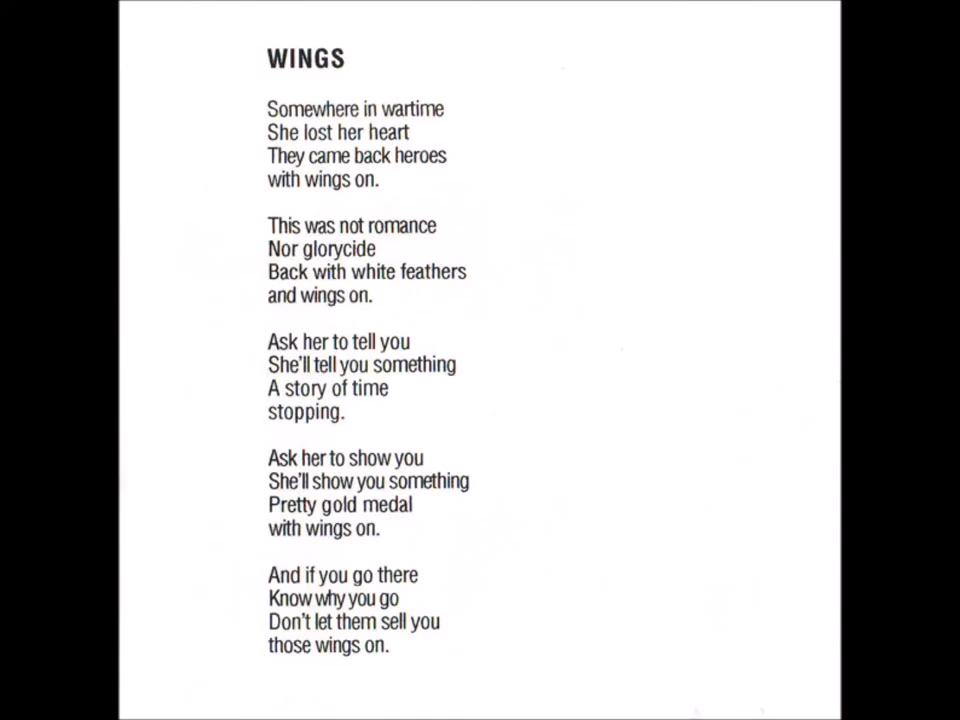 WINGS
Somewhere in wartime
She lost her heart
They came back heroes
with wings on.
This was not romance
Nor glorycide
Back with white feathers
and wings on.
Ask her to tell you
She'll tell you something
A story of time
stopping.
Ask her to show you
She'll show you something
Pretty gold medal
with wings on.
And if you go there
Know why you go
Don't let them sell you
those wings on.